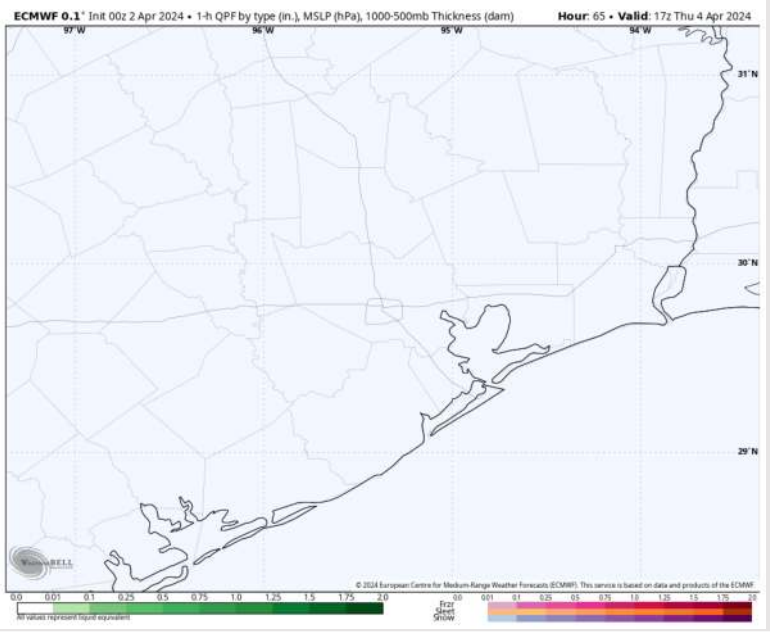 ECMWF 0.1° Init 00z 2 Apr 2024 • 1-h QPF by type (in.), MSLP (hPa), 1000-500mb Thickness (dam) Hour: 65 • Valid: 17z Thu 4 Apr 2024
97°W 96°W 95°W 94°W
31°N
30°N
29°N
WeatherBELL
© 2024 European Centre for Medium-Range Weather Forecasts (ECMWF). This service is based on data and products of the ECMWF
0.0 0.01 0.1 0.25 0.5 0.75 1.0 1.25 1.5 1.75 2.0 0.0 0.01 0.1 0.25 0.5 0.75 1.0 1.25 1.5 1.75 2.0
Frzr
Sleet
Snow
All values represent liquid equivalent